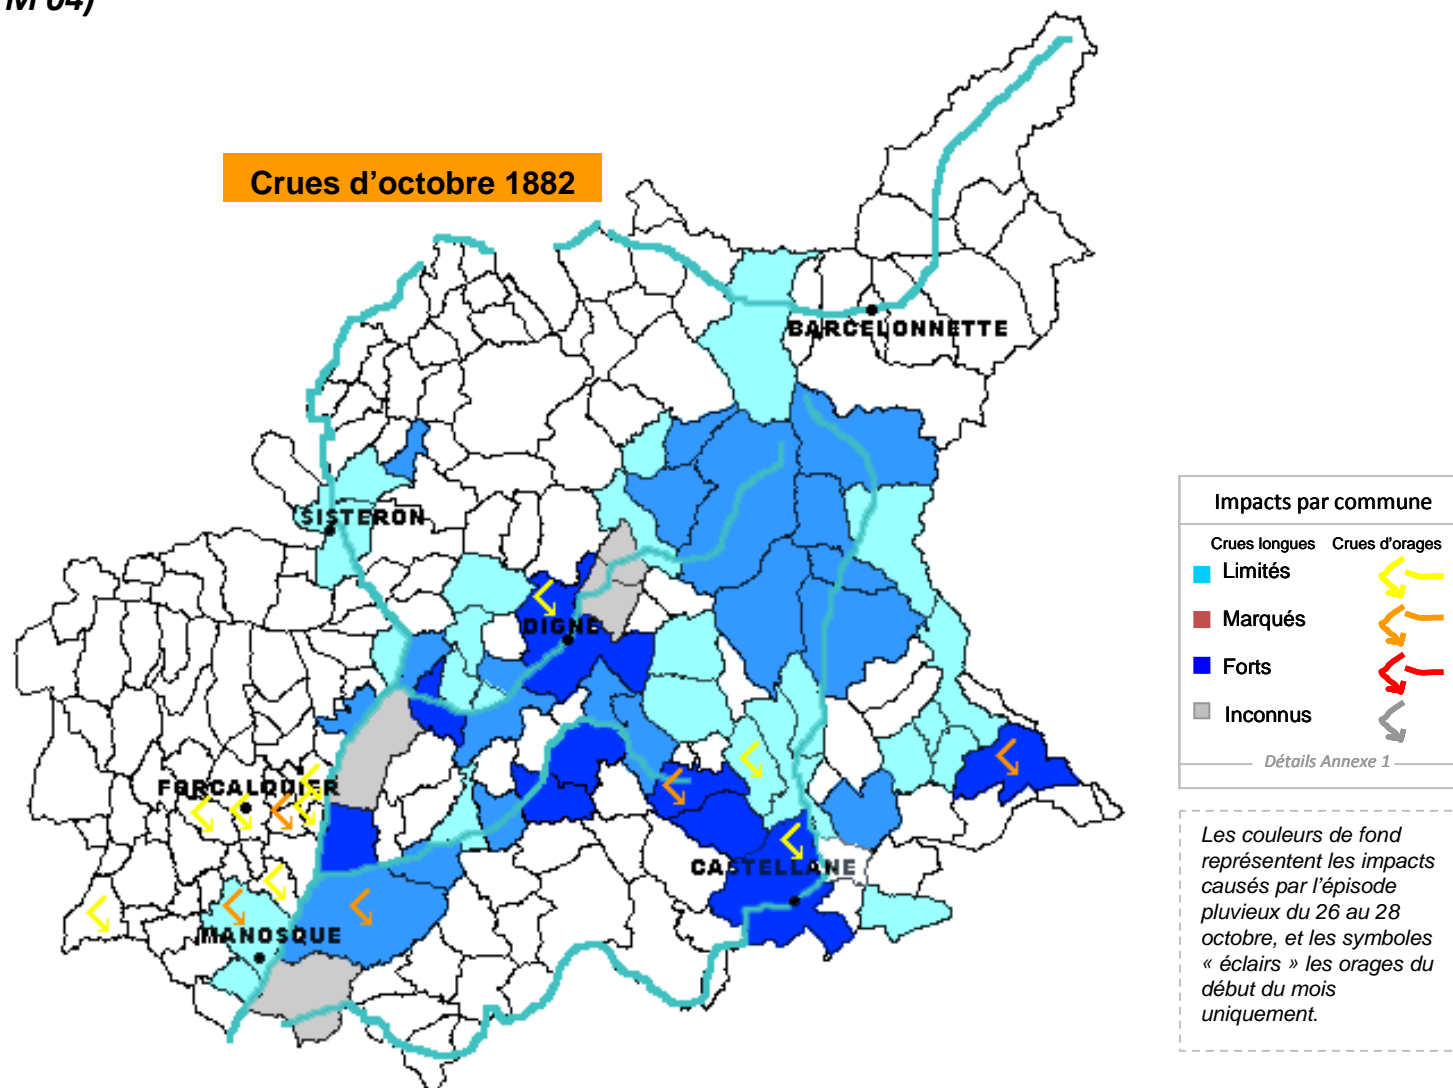 M 04)
Crues d’octobre 1882
BARCELONNETTE
SISTERON
DIGNE
FORCALQUIER
CASTELLANE
MANOSQUE
Impacts par commune
Crues longues Crues d’orages
Limités
Marqués
Forts
Inconnus
Détails Annexe 1
Les couleurs de fond
représentent les impacts
causés par l’épisode
pluvieux du 26 au 28
octobre, et les symboles
« éclairs » les orages du
début du mois
uniquement.